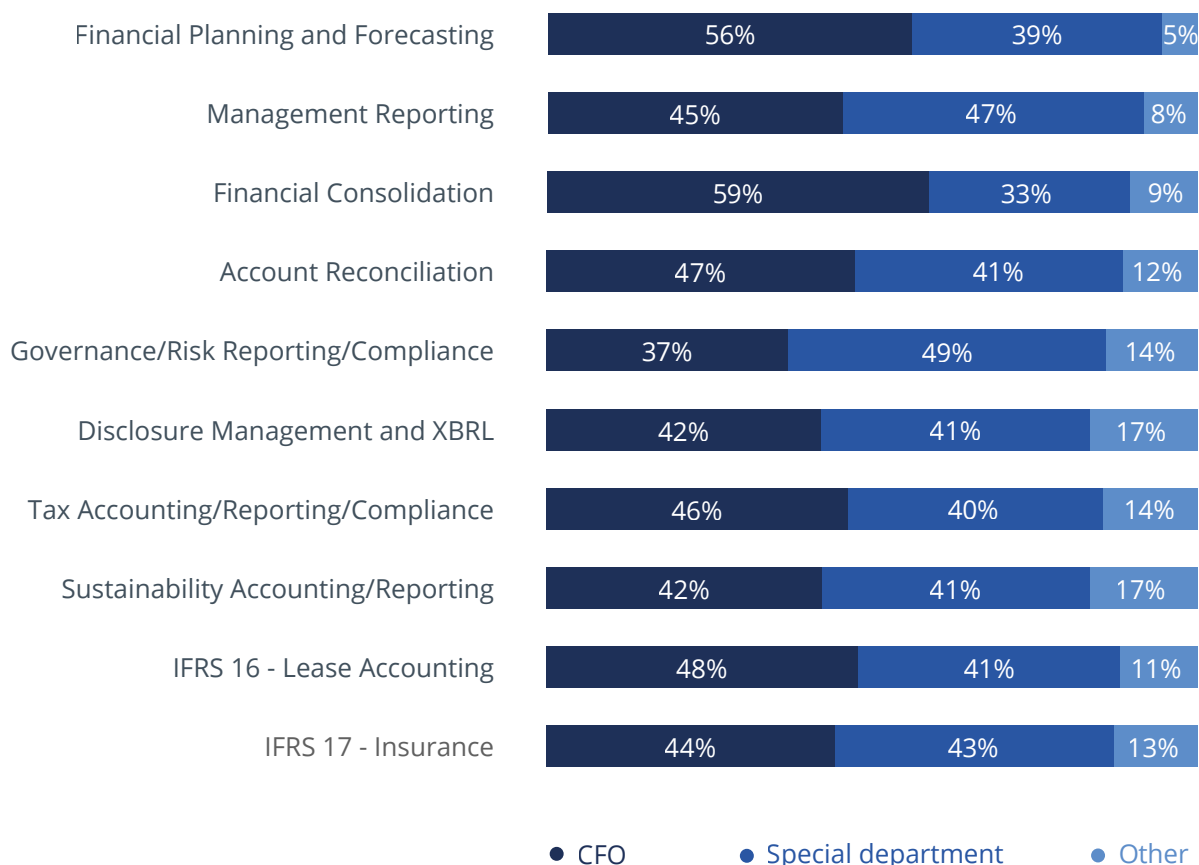 Financial Planning and Forecasting 56% 39% 5%
Management Reporting 45% 47% 8%
Financial Consolidation 59% 33% 9%
Account Reconciliation 47% 41% 12%
Governance/Risk Reporting/Compliance 37% 49% 14%
Disclosure Management and XBRL 42% 41% 17%
Tax Accounting/Reporting/Compliance 46% 40% 14%
Sustainability Accounting/Reporting 42% 41% 17%
IFRS 16 - Lease Accounting 48% 41% 11%
IFRS 17 - Insurance 44% 43% 13%
CFO Special department Other